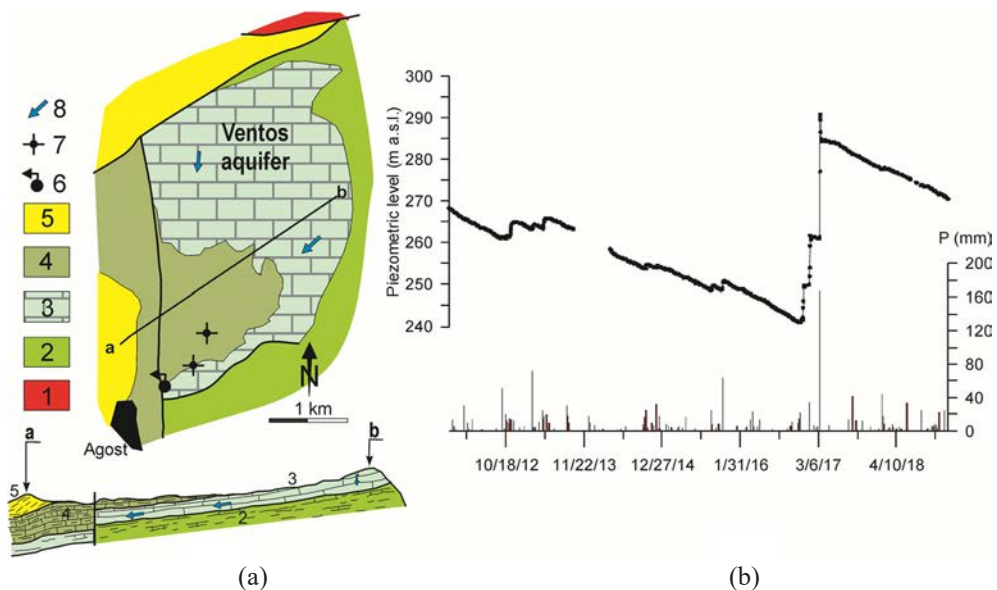 8
7
6
5
4
3
2
1
Ventos
aquifer
b
a
N
1 km
Agost
a
b
5
4
3
2
(a)
Piezometric level (m a.s.l.)
300
290
280
270
260
250
240
P (mm)
200
160
120
80
40
0
10/18/12
11/22/13
12/27/14
1/31/16
3/6/17
4/10/18
(b)